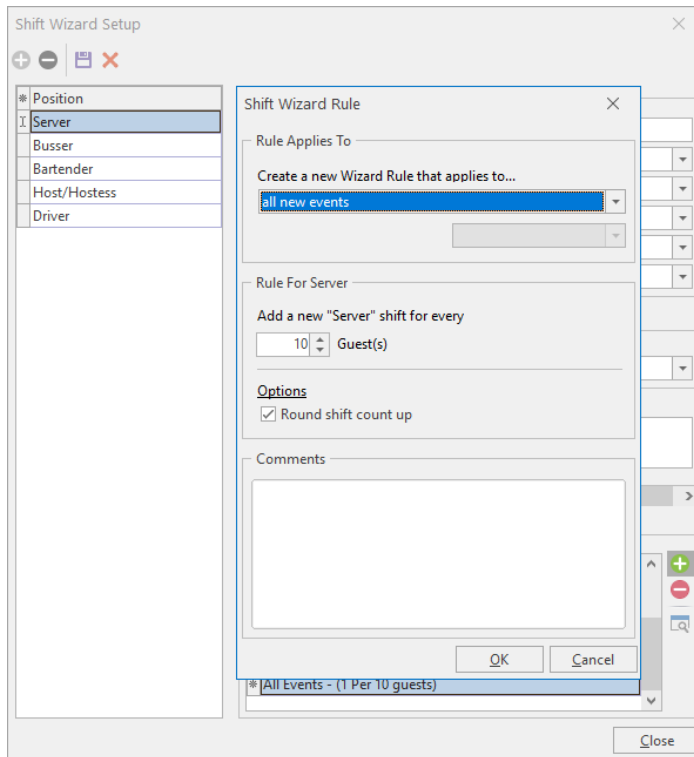 Shift Wizard Setup
Position
Server
Busser
Bartender
Host/Hostess
Driver
Shift Wizard Rule
Rule Applies To
Create a new Wizard Rule that applies to...
all new events
Rule For Server
Add a new "Server" shift for every
10 Guest(s)
Options
Round shift count up
Comments
OK Cancel
All Events - (1 Per 10 guests)
Close